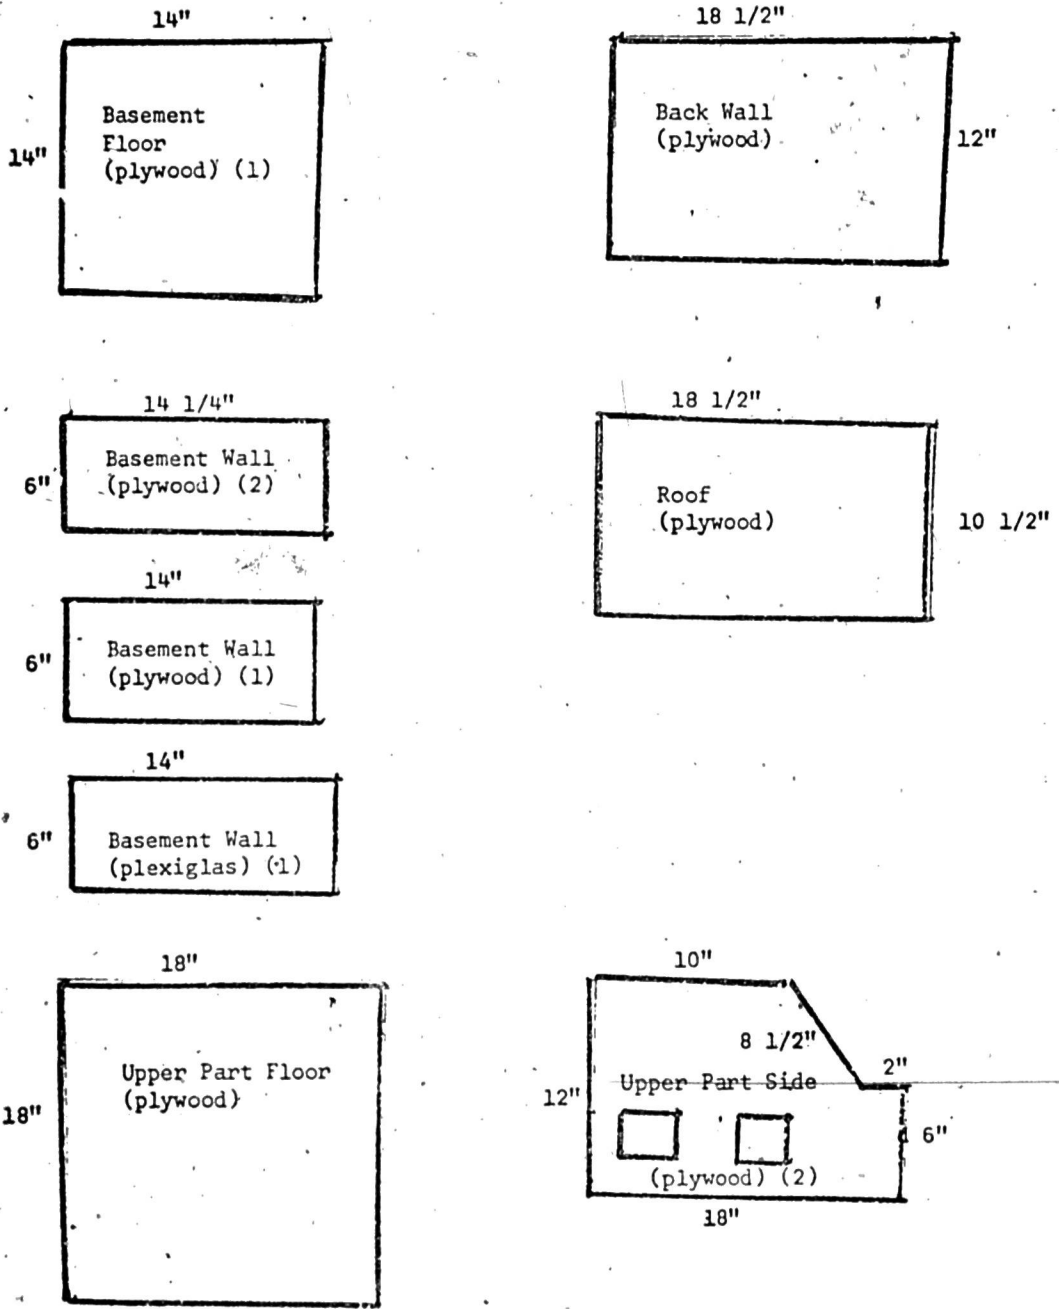 14"
14"
Basement
Floor
(plywood) (1)
18 1/2"
Back Wall
(plywood)
12"
14 1/4"
6"
Basement Wall
(plywood) (2)
18 1/2"
Roof
(plywood)
10 1/2"
14"
6"
Basement Wall
(plywood) (1)
14"
6"
Basement Wall
(plexiglas) (1)
18"
18"
Upper Part Floor
(plywood)
10"
8 1/2"
2"
12"
Upper Part Side
6"
(plywood) (2)
18"